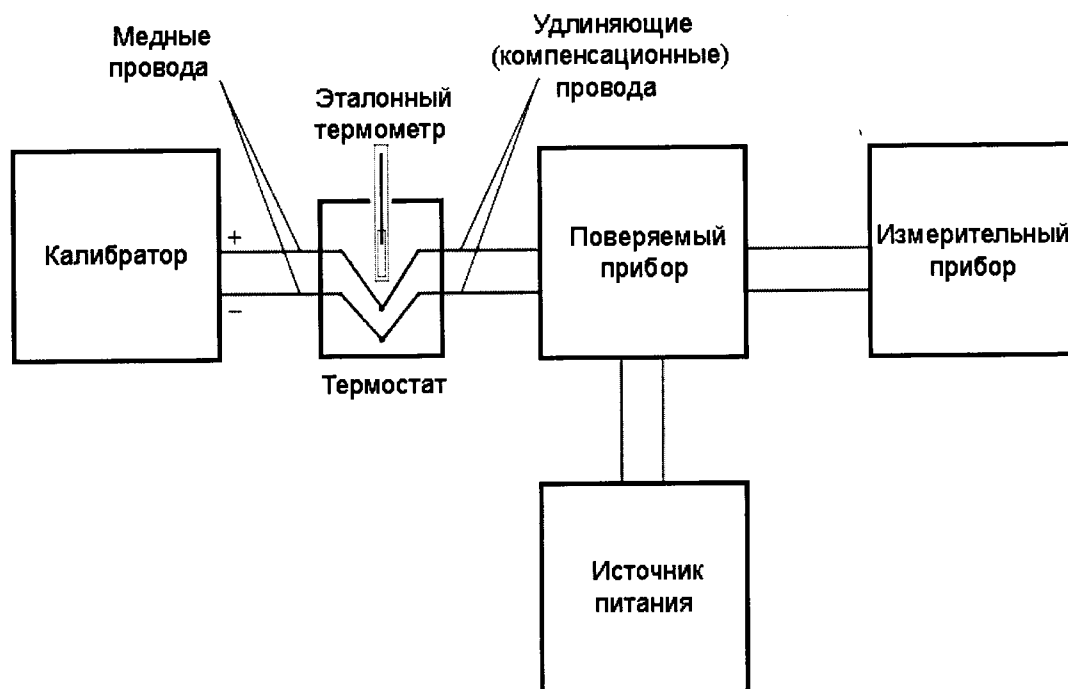 Медные
провода
Удлиняющие
(компенсационные)
провода
Эталонный
термометр
Калибратор
+
−
Термостат
Поверяемый
прибор
Измерительный
прибор
Источник
питания